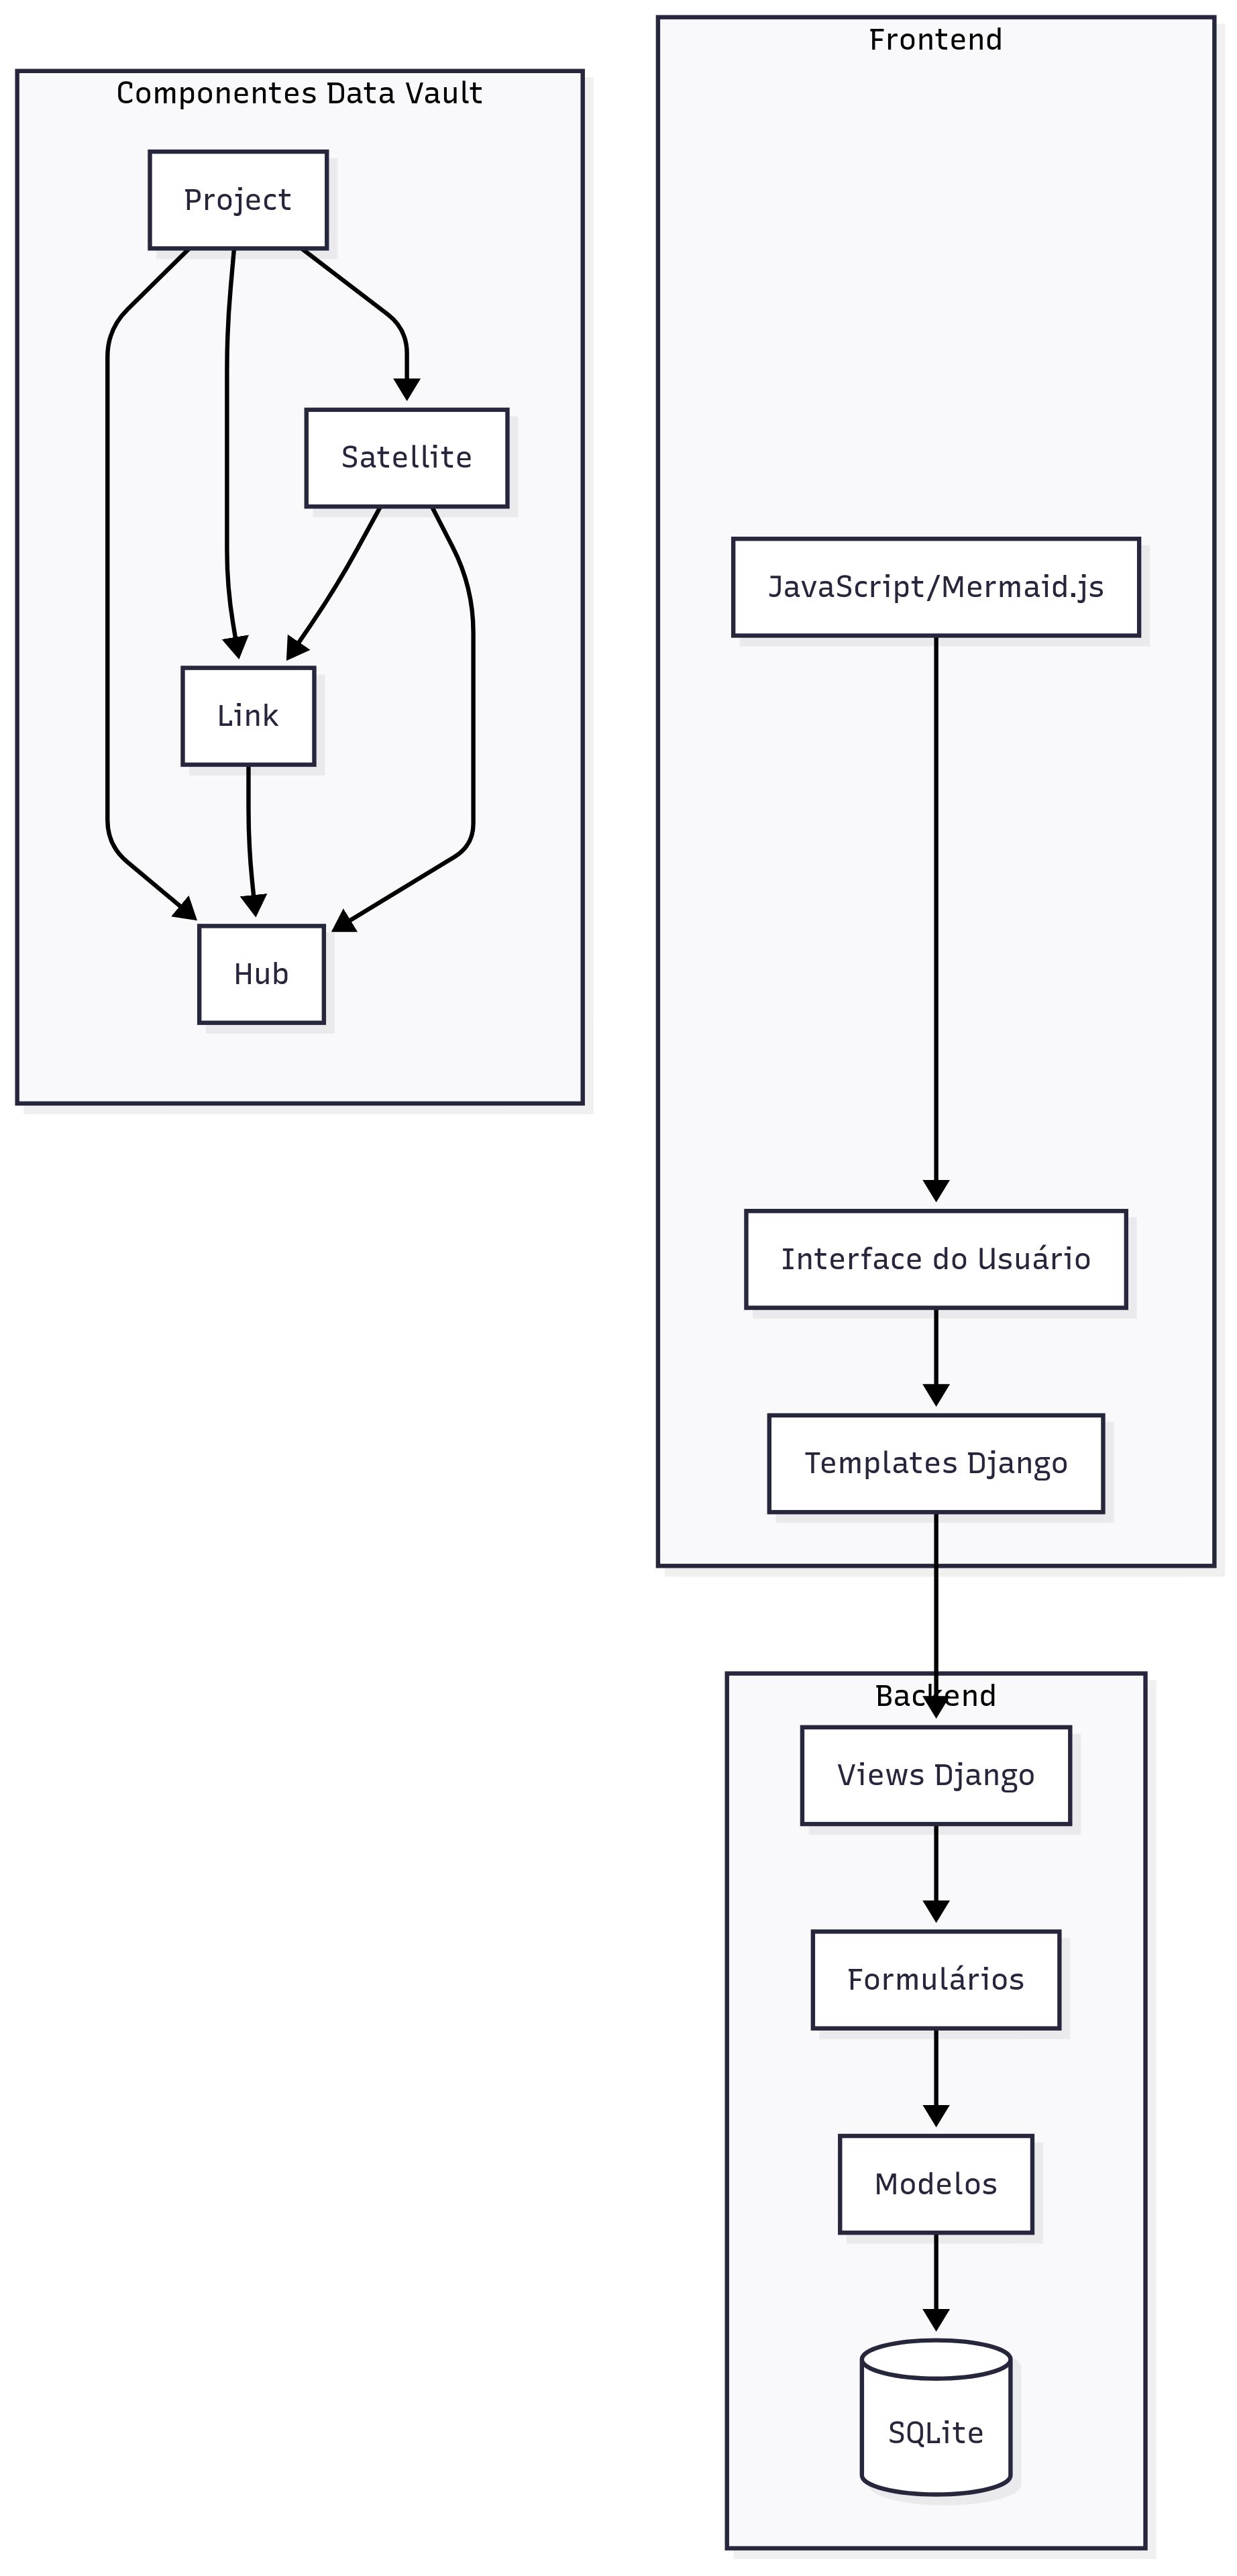 Componentes Data Vault
Project
Satellite
Link
Hub
Frontend
JavaScript/Mermaid.js
Interface do Usuário
Templates Django
Backend
Views Django
Formulários
Modelos
SQLite